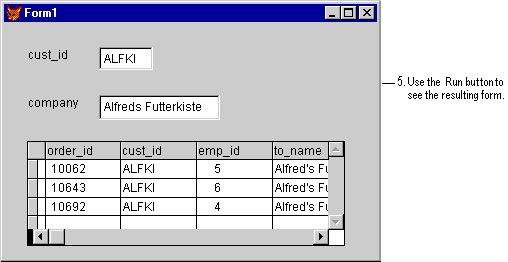 Form1
cust_id ALFKI
5. Use the Run button to
see the resulting form.
company Alfreds Futterkiste
order_id cust_id emp_id to_name
10062 ALFKI 5 Alfred's Fu
10643 ALFKI 6 Alfred's Fu
10692 ALFKI 4 Alfred's Fu